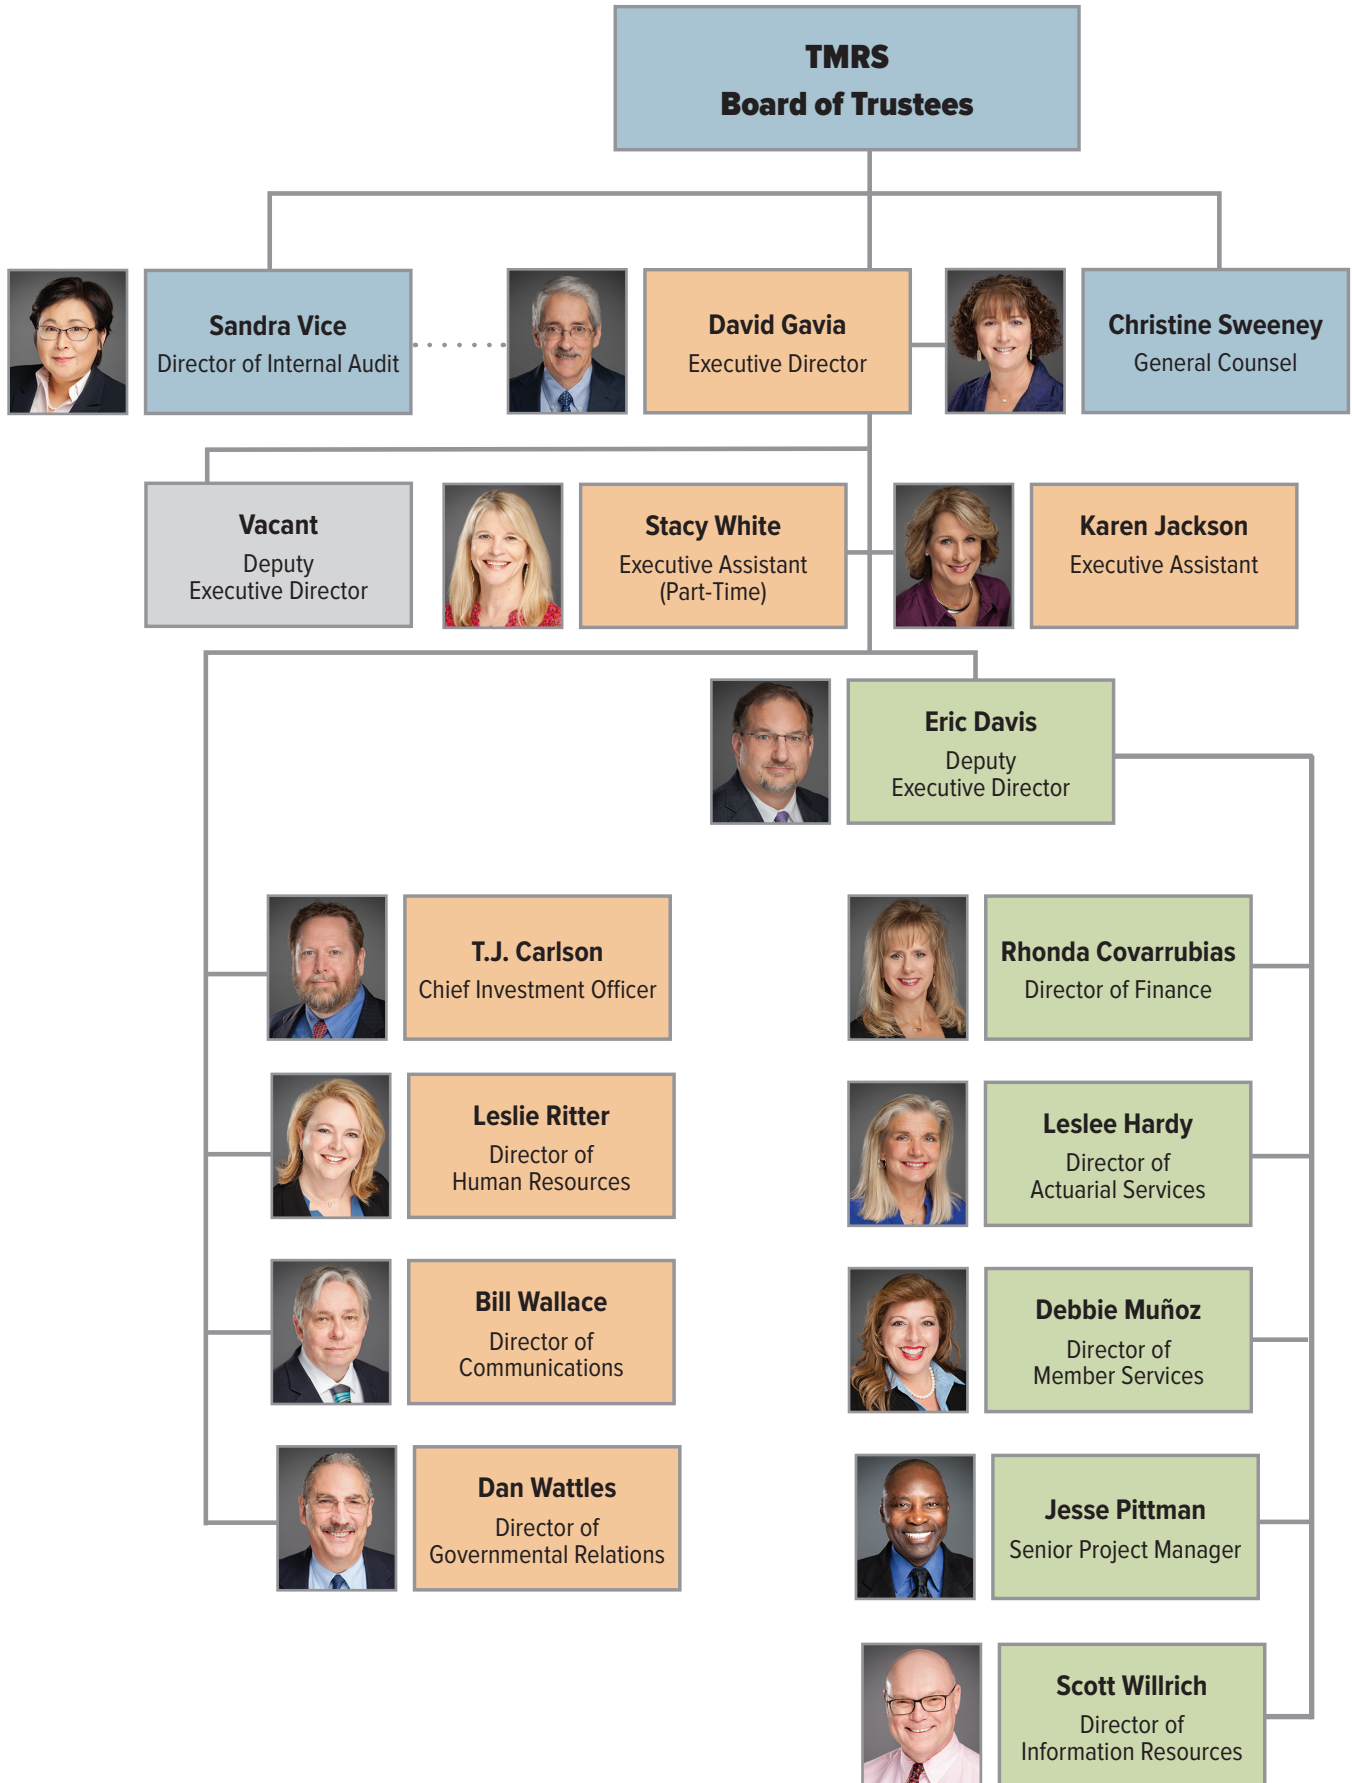 TMRS
Board of Trustees
Sandra Vice
Director of Internal Audit
David Gavia
Executive Director
Christine Sweeney
General Counsel
Vacant
Deputy
Executive Director
Stacy White
Executive Assistant
(Part-Time)
Karen Jackson
Executive Assistant
Eric Davis
Deputy
Executive Director
T.J. Carlson
Chief Investment Officer
Leslie Ritter
Director of
Human Resources
Bill Wallace
Director of
Communications
Dan Wattles
Director of
Governmental Relations
Rhonda Covarrubias
Director of Finance
Leslee Hardy
Director of
Actuarial Services
Debbie Muñoz
Director of
Member Services
Jesse Pittman
Senior Project Manager
Scott Willrich
Director of
Information Resources